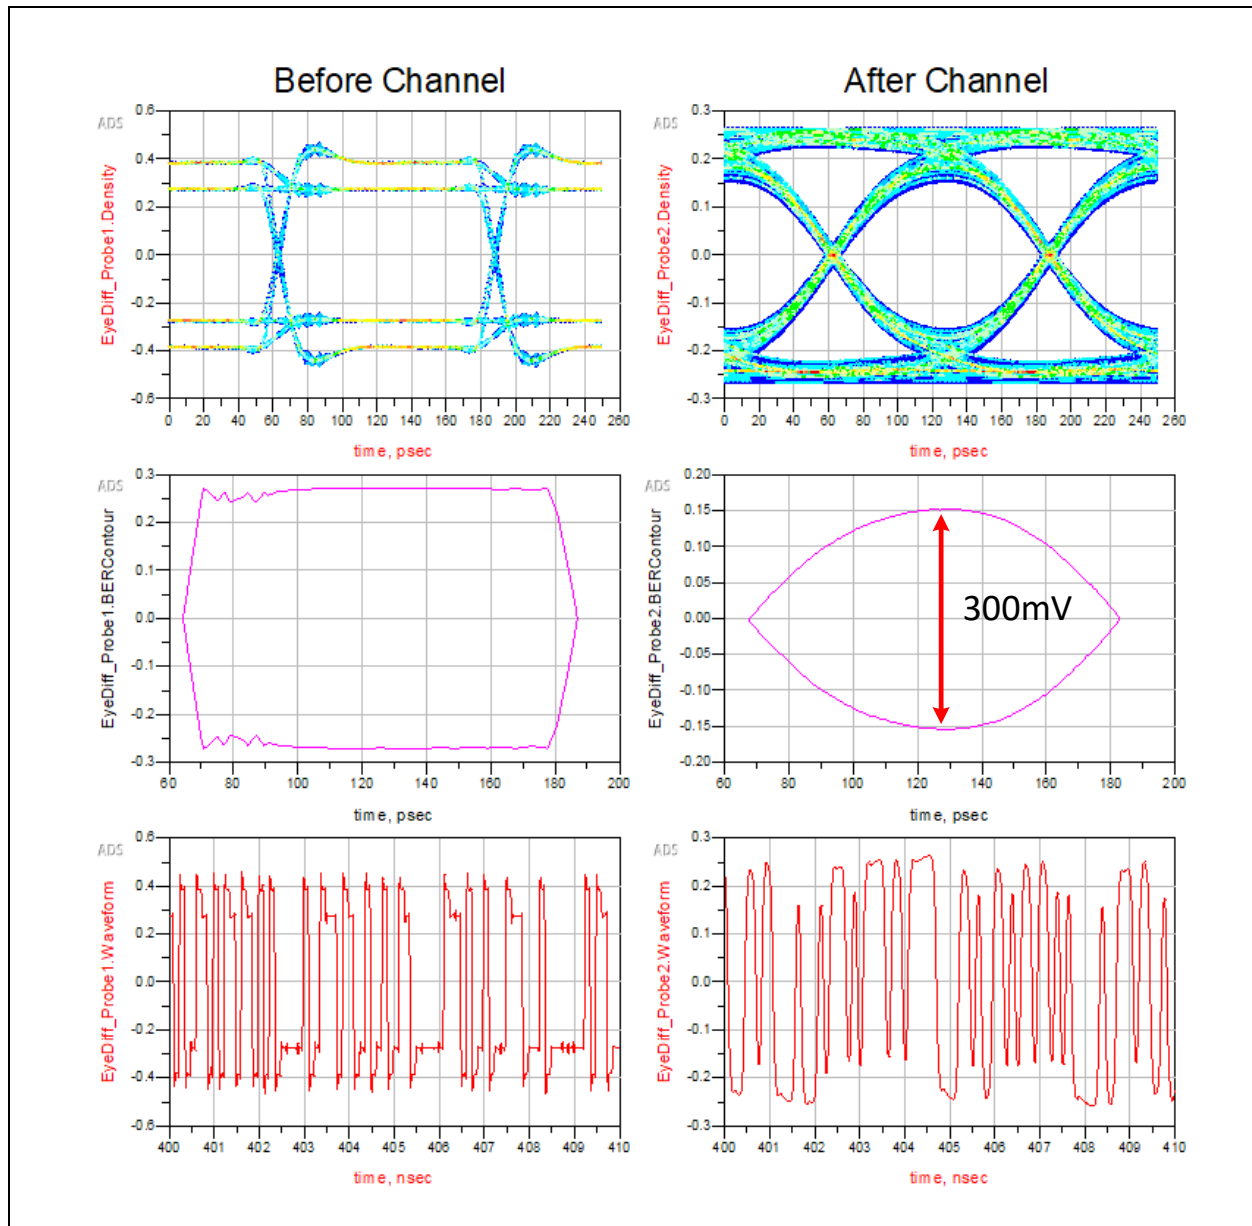 Before Channel
After Channel
ADS
EyeDiff_Probe1.Density
0.6
0.4
0.2
0.0
-0.2
-0.4
-0.6
0 20 40 60 80 100 120 140 160 180 200 220 240 260
time, psec
ADS
EyeDiff_Probe2.Density
0.3
0.2
0.1
0.0
-0.1
-0.2
-0.3
0 20 40 60 80 100 120 140 160 180 200 220 240 260
time, psec
ADS
EyeDiff_Probe1.BERContour
0.3
0.2
0.1
0.0
-0.1
-0.2
-0.3
60 80 100 120 140 160 180 200
time, psec
ADS
EyeDiff_Probe2.BERContour
0.20
0.15
0.10
0.05
0.00
-0.05
-0.10
-0.15
-0.20
300mV
60 80 100 120 140 160 180 200
time, psec
ADS
EyeDiff_Probe1.Waveform
0.6
0.4
0.2
0.0
-0.2
-0.4
-0.6
400 401 402 403 404 405 406 407 408 409 410
time, nsec
ADS
EyeDiff_Probe2.Waveform
0.3
0.2
0.1
0.0
-0.1
-0.2
-0.3
400 401 402 403 404 405 406 407 408 409 410
time, nsec